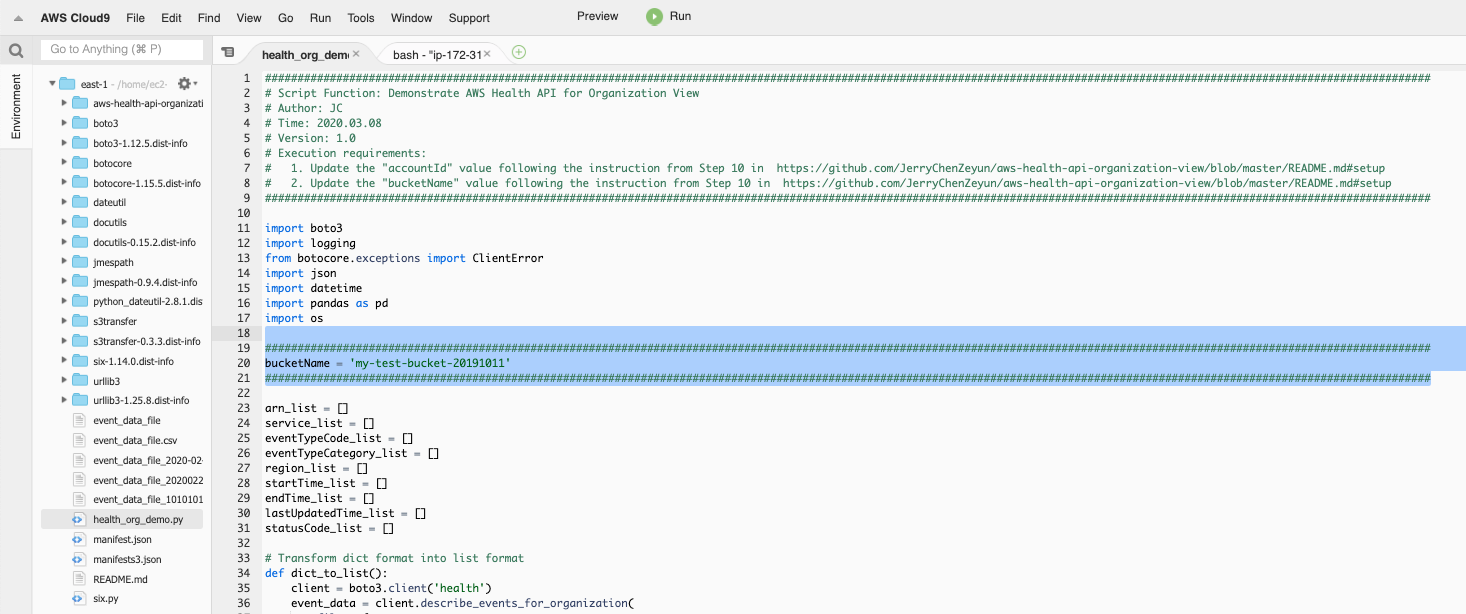 AWS Cloud9 File Edit Find View Go Run Tools Window Support Preview Run
Go to Anything (⌘ P)
health_org_dem
bash - "ip-172-31
Environment
east-1 - /home/ec2-
aws-health-api-organizati
boto3
boto3-1.12.5.dist-info
botocore
botocore-1.15.5.dist-info
dateutil
docutils
docutils-0.15.2.dist-info
jmespath
jmespath-0.9.4.dist-info
python_dateutil-2.8.1.dis
s3transfer
s3transfer-0.3.3.dist-info
six-1.14.0.dist-info
urllib3
urllib3-1.25.8.dist-info
event_data_file
event_data_file.csv
event_data_file_2020-02-
event_data_file_2020022
event_data_file_1010101
health_org_demo.py
manifest.json
manifests3.json
README.md
six.py
1 ####################################################################################################################################################################################
2 # Script Function: Demonstrate AWS Health API for Organization View
3 # Author: JC
4 # Time: 2020.03.08
5 # Version: 1.0
6 # Execution requirements:
7 #   1. Update the "accountId" value following the instruction from Step 10 in  https://github.com/JerryChenZeyun/aws-health-api-organization-view/blob/master/README.md#setup
8 #   2. Update the "bucketName" value following the instruction from Step 10 in  https://github.com/JerryChenZeyun/aws-health-api-organization-view/blob/master/README.md#setup
9 ####################################################################################################################################################################################
10
11 import boto3
12 import logging
13 from botocore.exceptions import ClientError
14 import json
15 import datetime
16 import pandas as pd
17 import os
18
19 ####################################################################################################################################################################################
20 bucketName = 'my-test-bucket-20191011'
21 ####################################################################################################################################################################################
22
23 arn_list = []
24 service_list = []
25 eventTypeCode_list = []
26 eventTypeCategory_list = []
27 region_list = []
28 startTime_list = []
29 endTime_list = []
30 lastUpdatedTime_list = []
31 statusCode_list = []
32
33 # Transform dict format into list format
34 def dict_to_list():
35     client = boto3.client('health')
36     event_data = client.describe_events_for_organization(